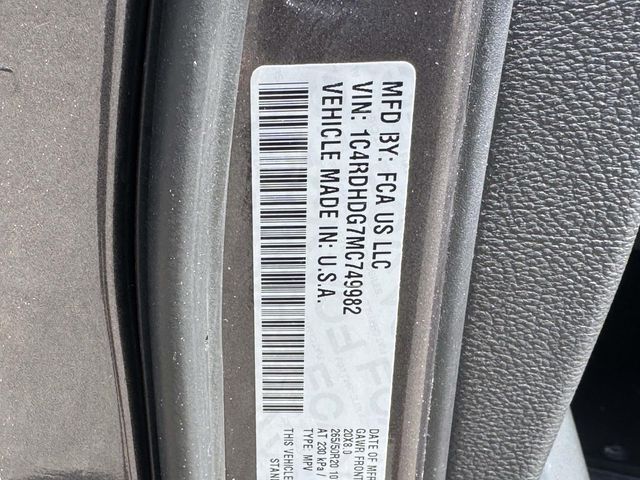 MFD BY: FCA US LLC
VIN: 1C4RDHDG7MC749982
VEHICLE MADE IN: U.S.A.
DATE OF MFR
GAWR FRONT
20X8.0
265/50R20 10
AT 230 kPa /
TYPE: MPV
THIS VEHICLE
STAN